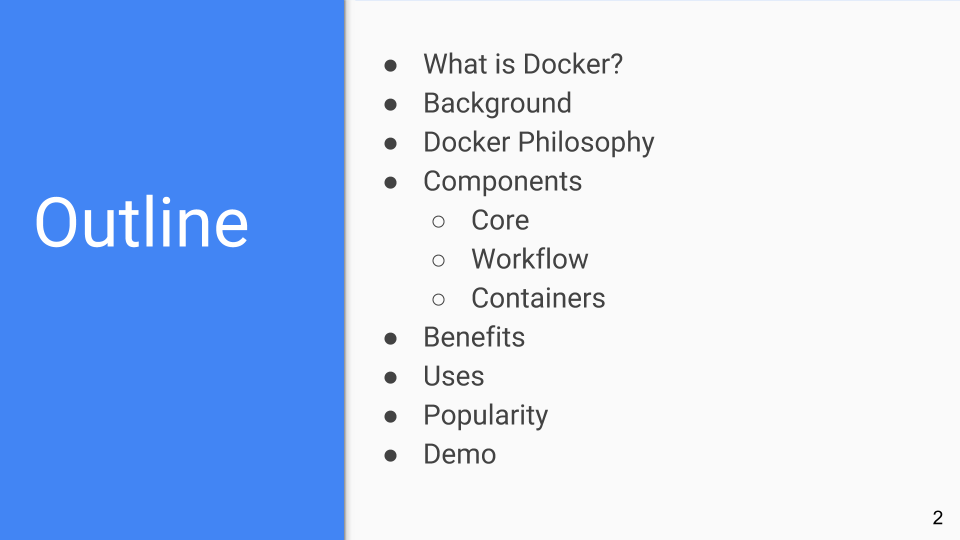 Outline
● What is Docker?
● Background
● Docker Philosophy
● Components
○ Core
○ Workflow
○ Containers
● Benefits
● Uses
● Popularity
● Demo
2